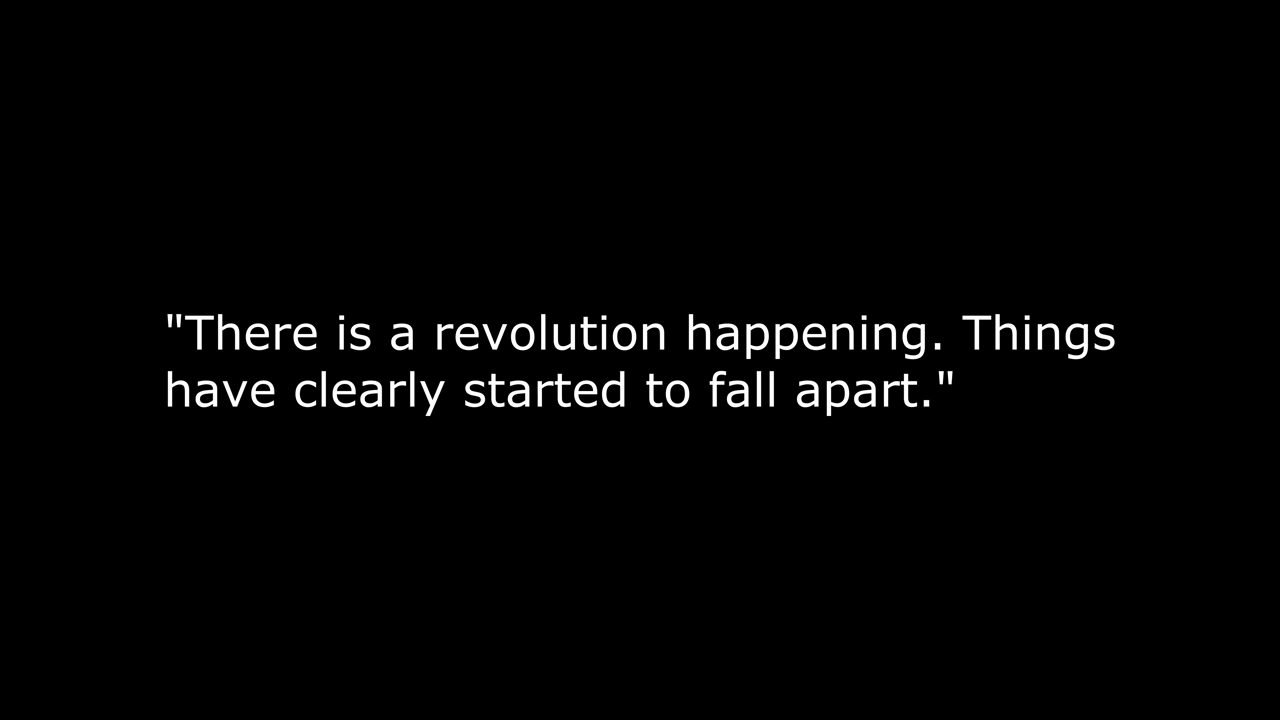 "There is a revolution happening. Things
have clearly started to fall apart."